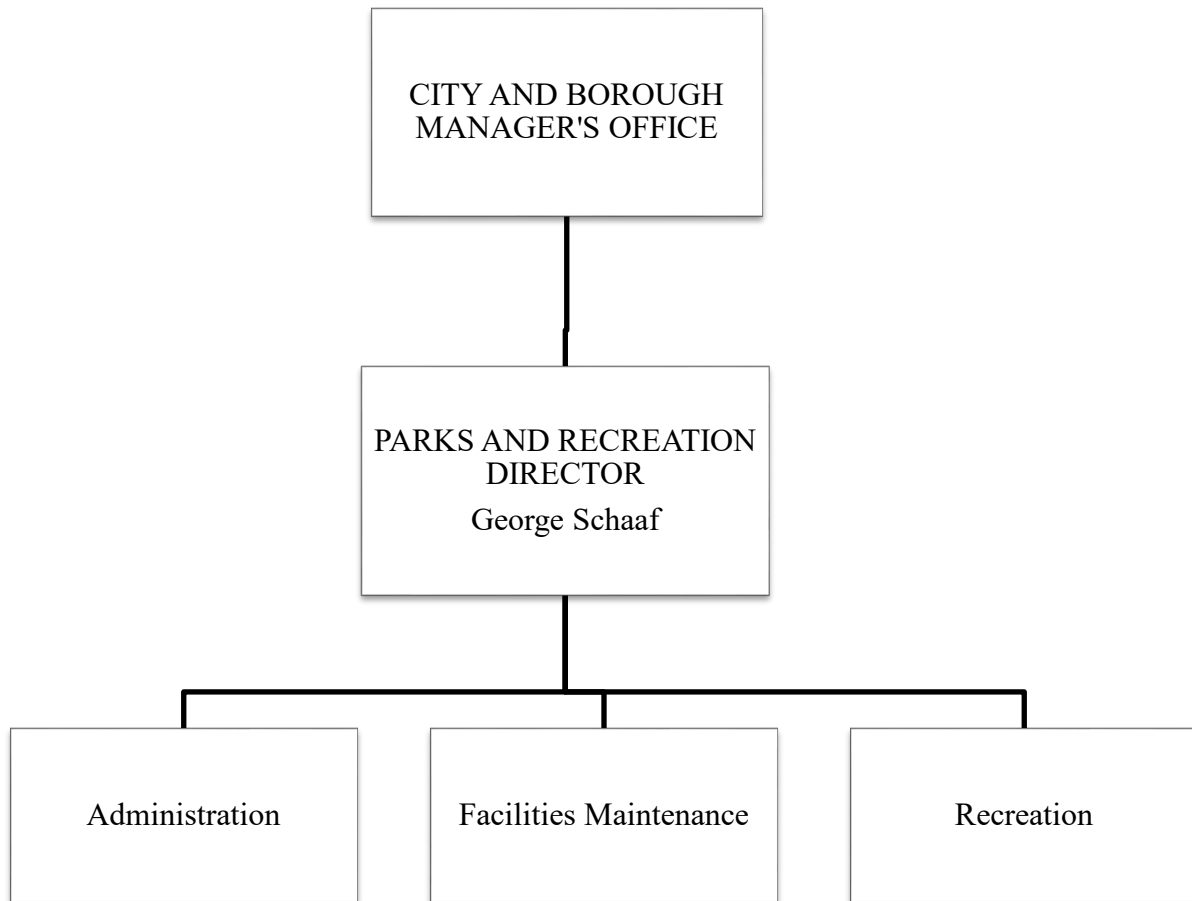 CITY AND BOROUGH
MANAGER'S OFFICE
PARKS AND RECREATION
DIRECTOR
George Schaaf
Administration
Facilities Maintenance
Recreation